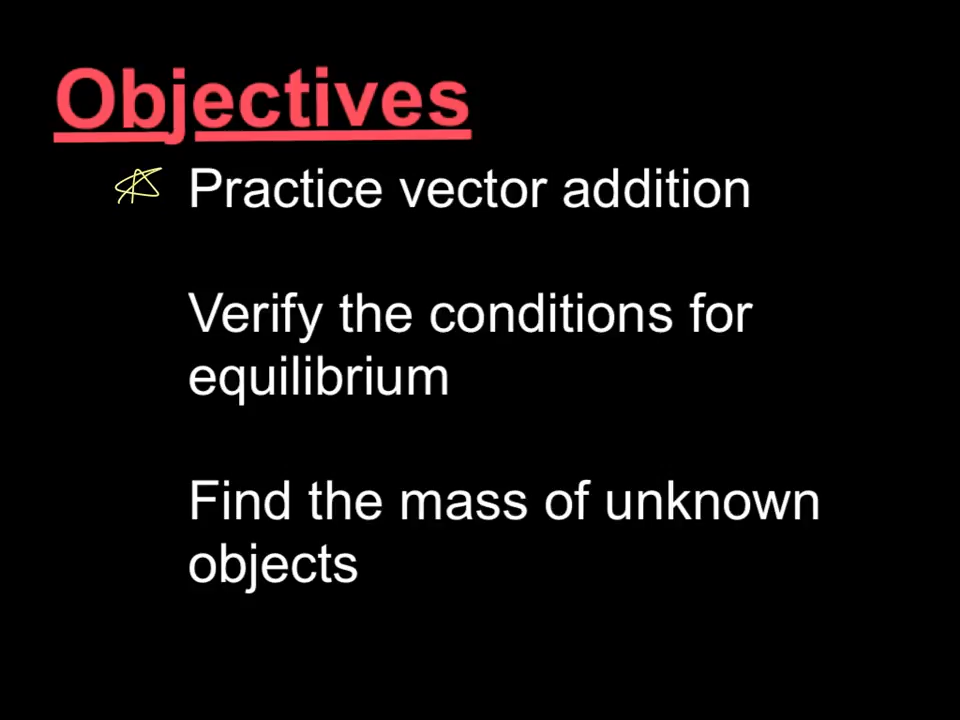 Objectives
Practice vector addition
Verify the conditions for
equilibrium
Find the mass of unknown
objects